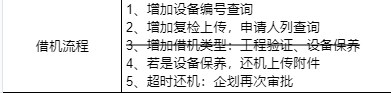 借机流程
1、增加设备编号查询
2、增加复检上传，申请人列查询
3、增加借机类型：工程验证、设备保养
4、若是设备保养，还机上传附件
5、超时还机：企划再次审批